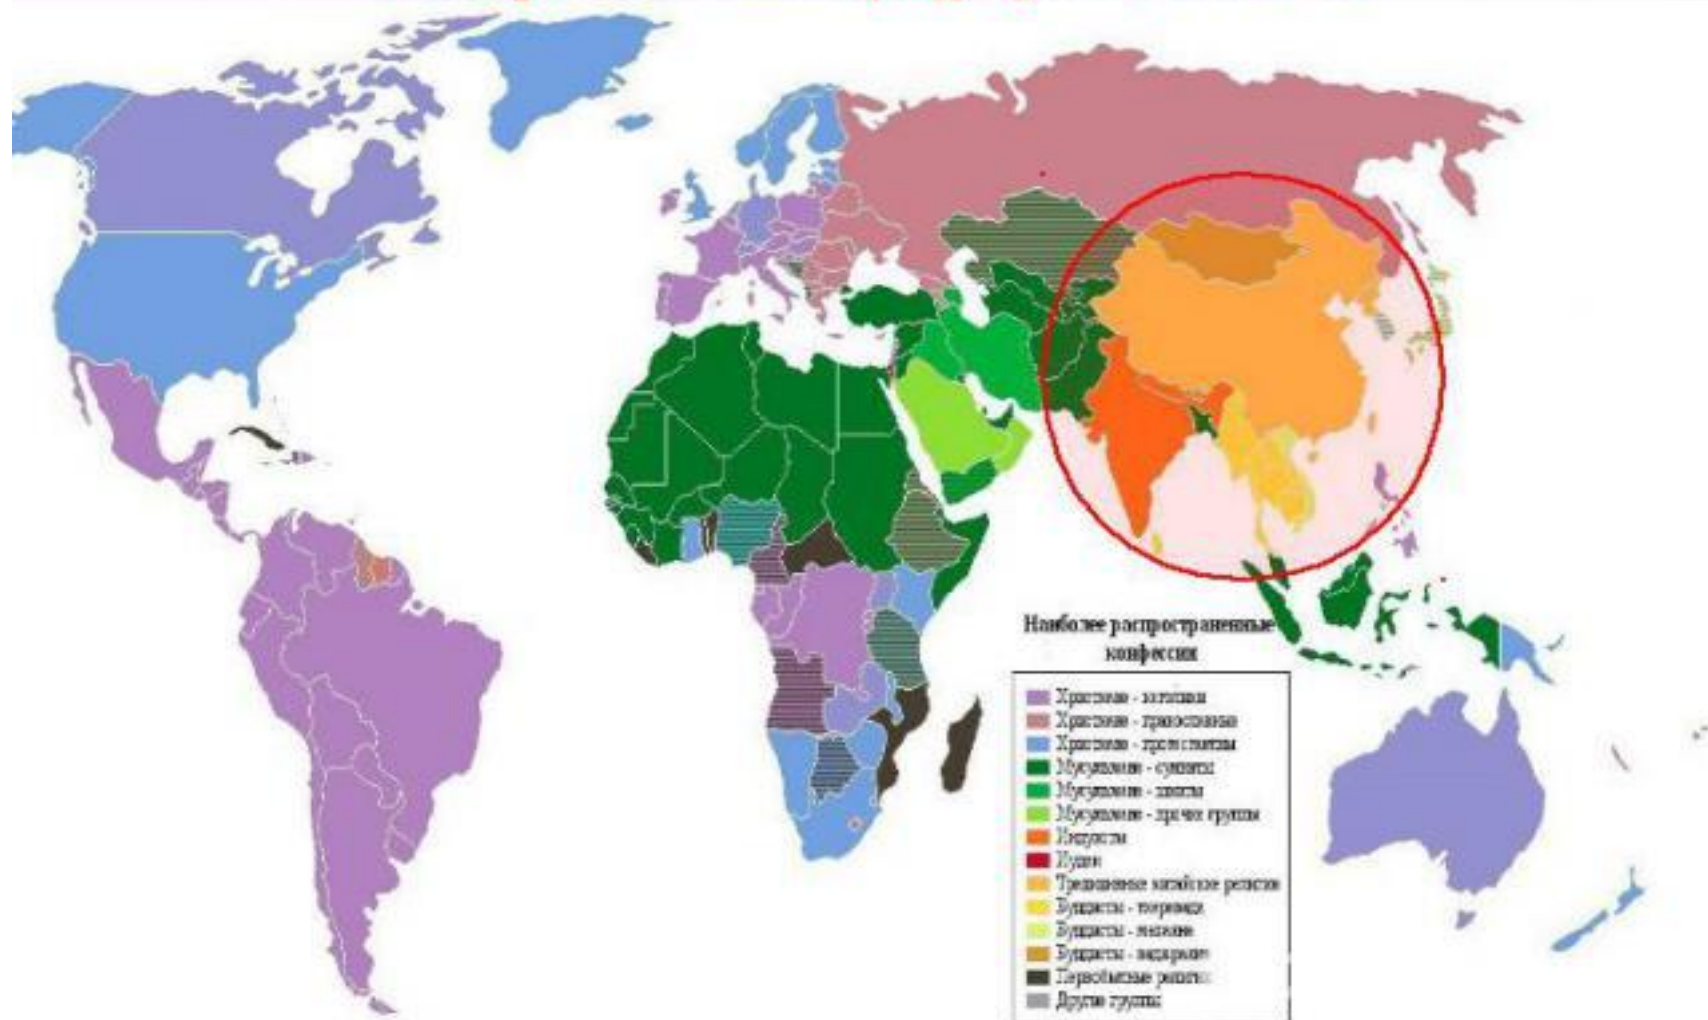 Наиболее распространенные
конфессии
Христиане - католики
Христиане - православные
Христиане - протестанты
Мусульмане - сунниты
Мусульмане - шииты
Мусульмане - прочие группы
Индуисты
Иудеи
Традиционные китайские религии
Буддисты - тхеравада
Буддисты - махаяна
Буддисты - ваджраяна
Первобытные религии
Другие группы